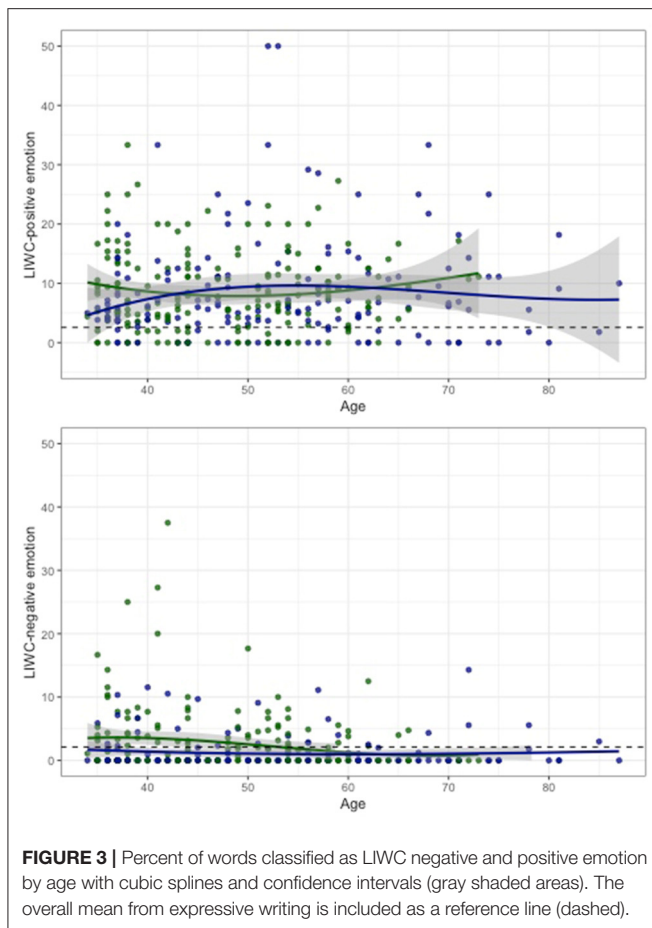 50
40
30
20
10
0
LIWC-positive emotion
40 50 60 70 80
Age
50
40
30
20
10
0
LIWC-negative emotion
40 50 60 70 80
Age
FIGURE 3 | Percent of words classified as LIWC negative and positive emotion
by age with cubic splines and confidence intervals (gray shaded areas). The
overall mean from expressive writing is included as a reference line (dashed).